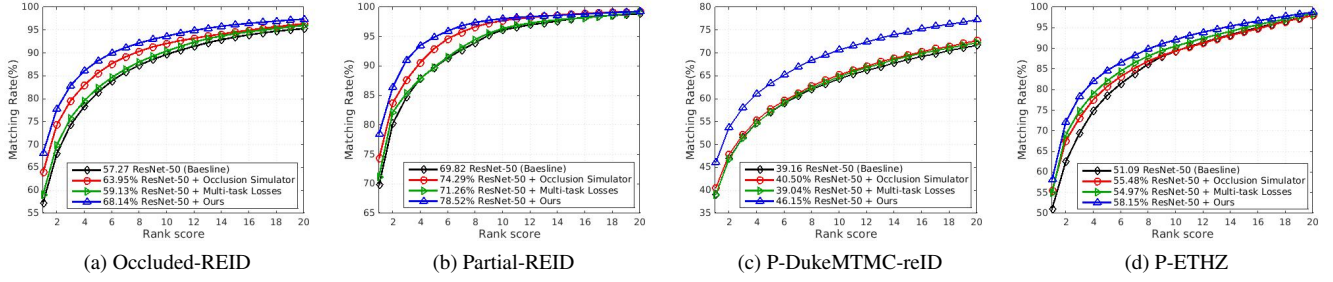 100
95
90
85
80
75
70
65
60
55
Matching Rate(%)
57.27 ResNet-50 (Baeline)
63.95% ResNet-50 + Occlusion Simulator
59.13% ResNet-50 + Multi-task Losses
68.14% ResNet-50 + Ours
2 4 6 8 10 12 14 16 18 20
Rank score
(a) Occluded-REID
100
95
90
85
80
75
70
65
Matching Rate(%)
69.82 ResNet-50 (Baesline)
74.29% ResNet-50 + Occlusion Simulator
71.26% ResNet-50 + Multi-task Losses
78.52% ResNet-50 + Ours
2 4 6 8 10 12 14 16 18 20
Rank score
(b) Partial-REID
80
75
70
65
60
55
50
45
40
35
Matching Rate(%)
39.16 ResNet-50 (Baeline)
40.50% ResNet-50 + Occlusion Simulator
39.04% ResNet-50 + Multi-task Losses
46.15% ResNet-50 + Ours
2 4 6 8 10 12 14 16 18 20
Rank score
(c) P-DukeMTMC-reID
100
95
90
85
80
75
70
65
60
55
50
Matching Rate(%)
51.09 ResNet-50 (Baesline)
55.48% ResNet-50 + Occlusion Simulator
54.97% ResNet-50 + Multi-task Losses
58.15% ResNet-50 + Ours
2 4 6 8 10 12 14 16 18 20
Rank score
(d) P-ETHZ